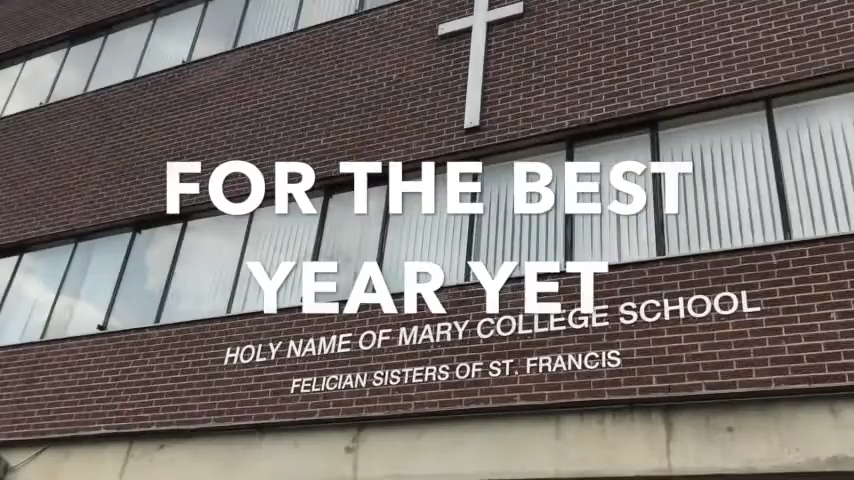 FOR THE BEST
YEAR YET
HOLY NAME OF MARY COLLEGE SCHOOL
FELICIAN SISTERS OF ST. FRANCIS